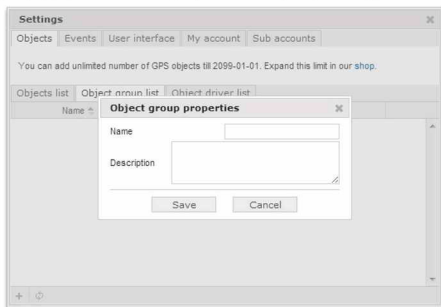 Settings
Objects Events User interface My account Sub accounts
You can add unlimited number of GPS objects till 2099-01-01. Expand this limit in our shop.
Objects list Object group list Object driver list
Name
Object group properties
Name
Description
Save Cancel